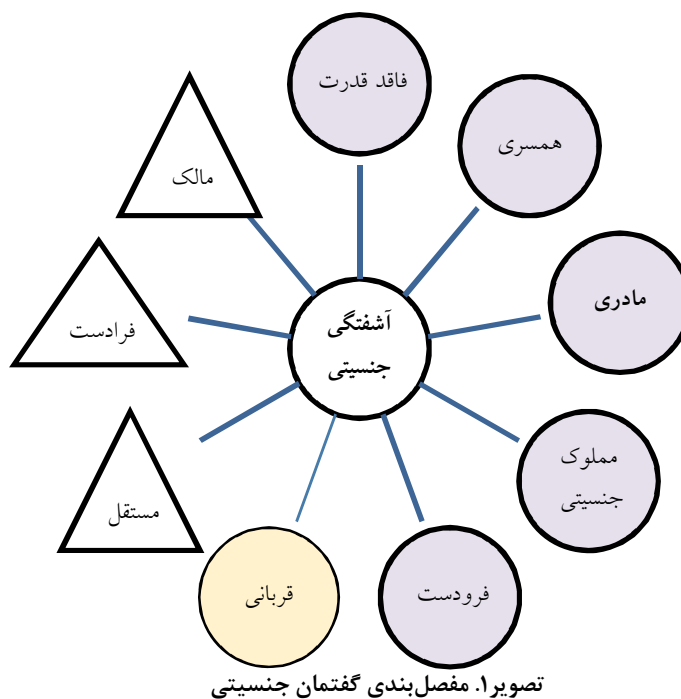 فاقد قدرت
همسری
مالک
مادری
فرادست
آشفتگی
جنسیتی
مملوک
جنسیتی
مستقل
فرودست
قربانی
تصویر۱. مفصل‌بندی گفتمان جنسیتی